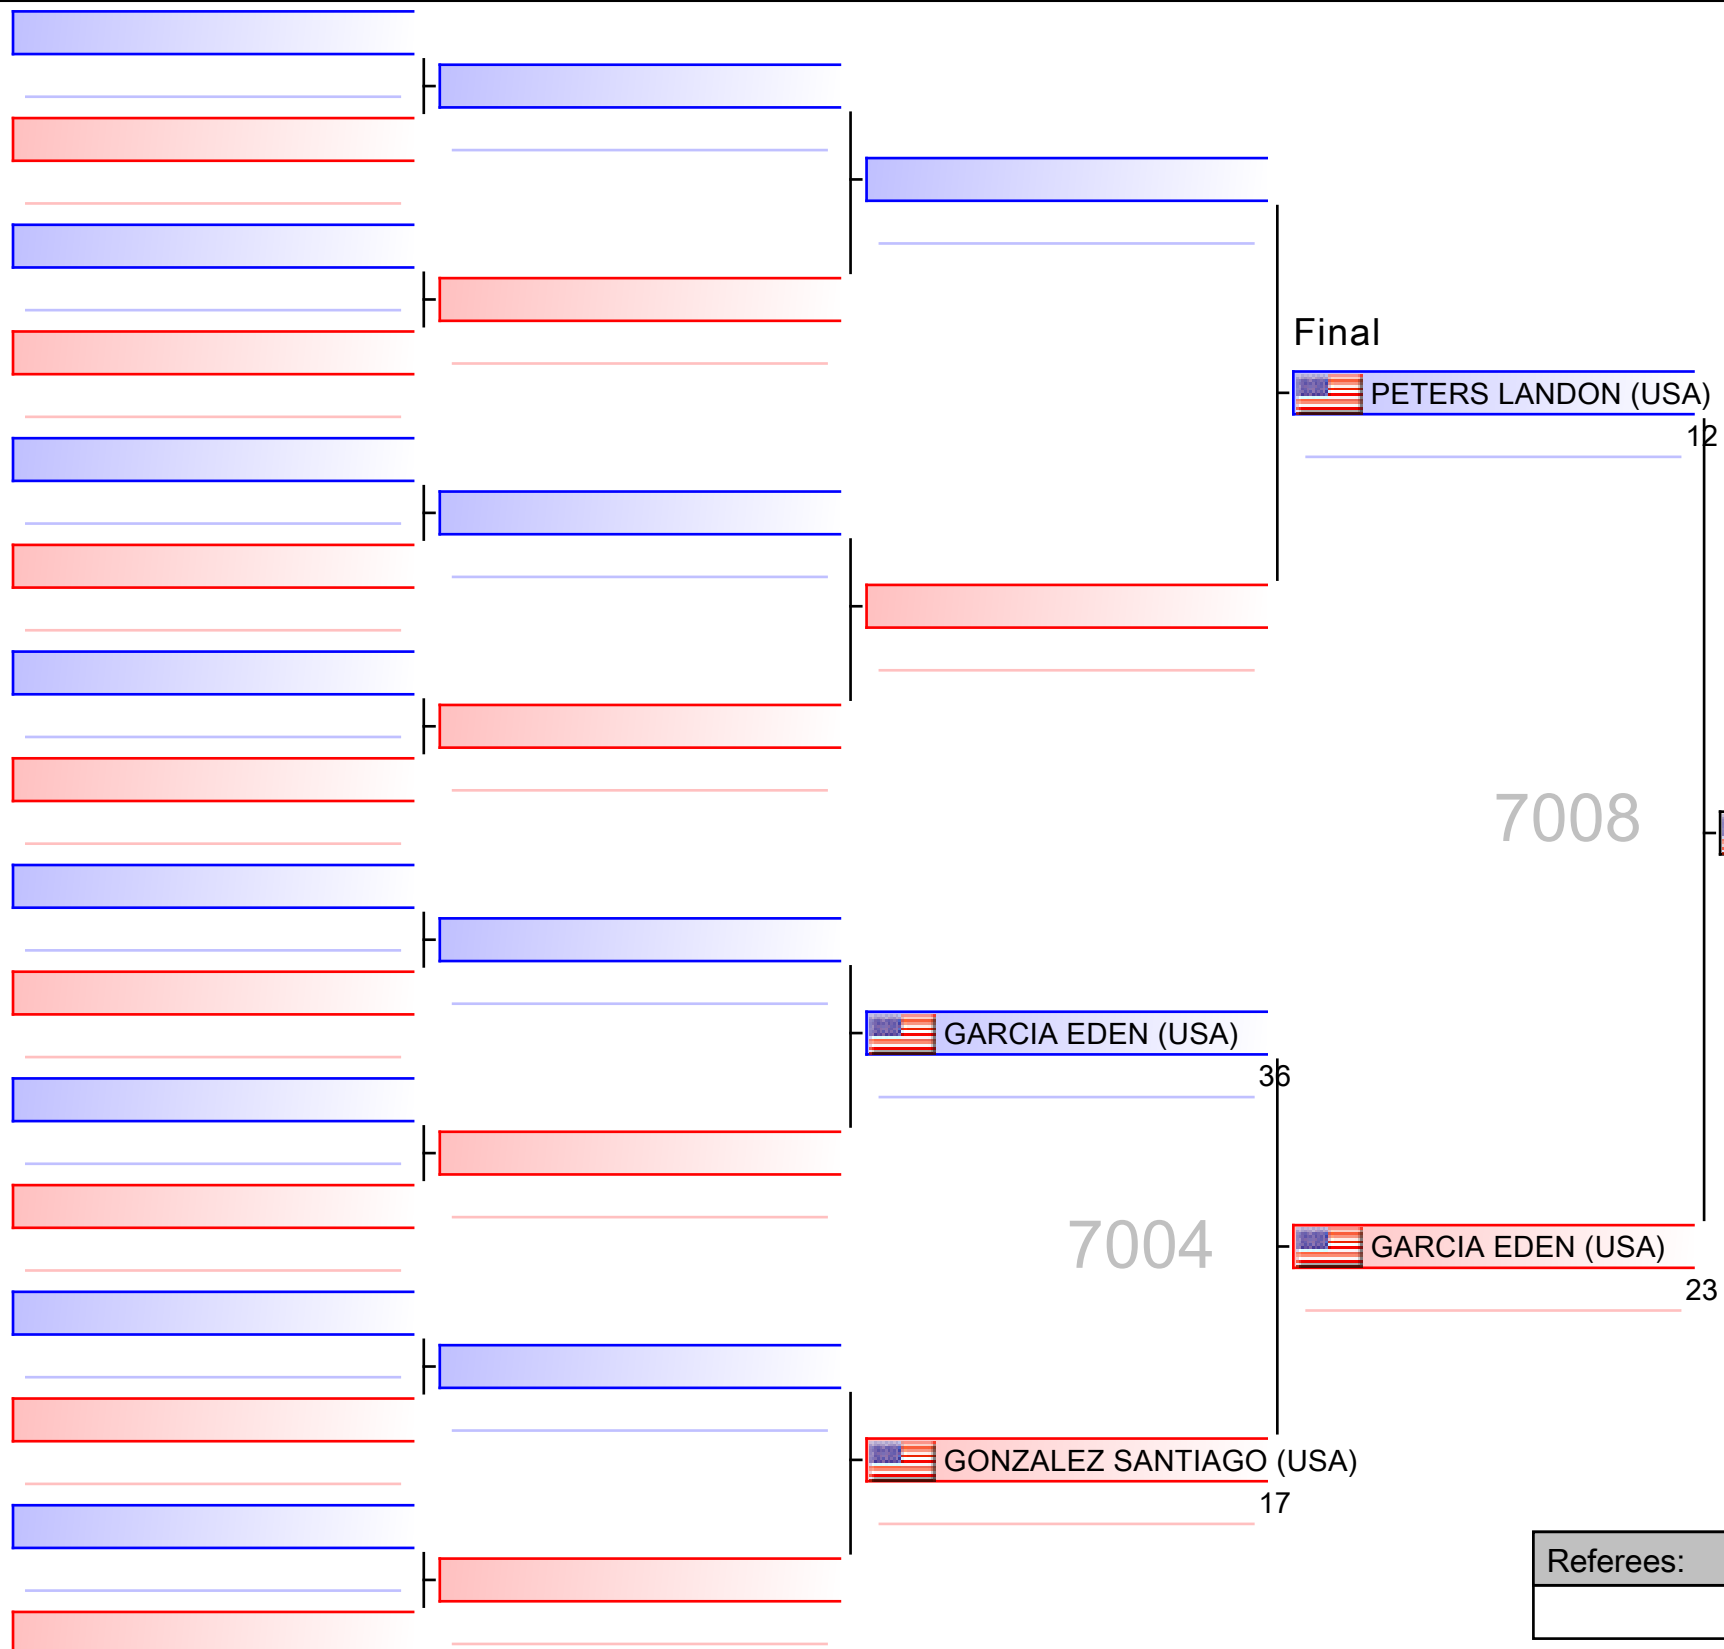 Final
PETERS LANDON (USA)
12
7008
GARCIA EDEN (USA)
36
7004
GARCIA EDEN (USA)
23
GONZALEZ SANTIAGO (USA)
17
Referees: